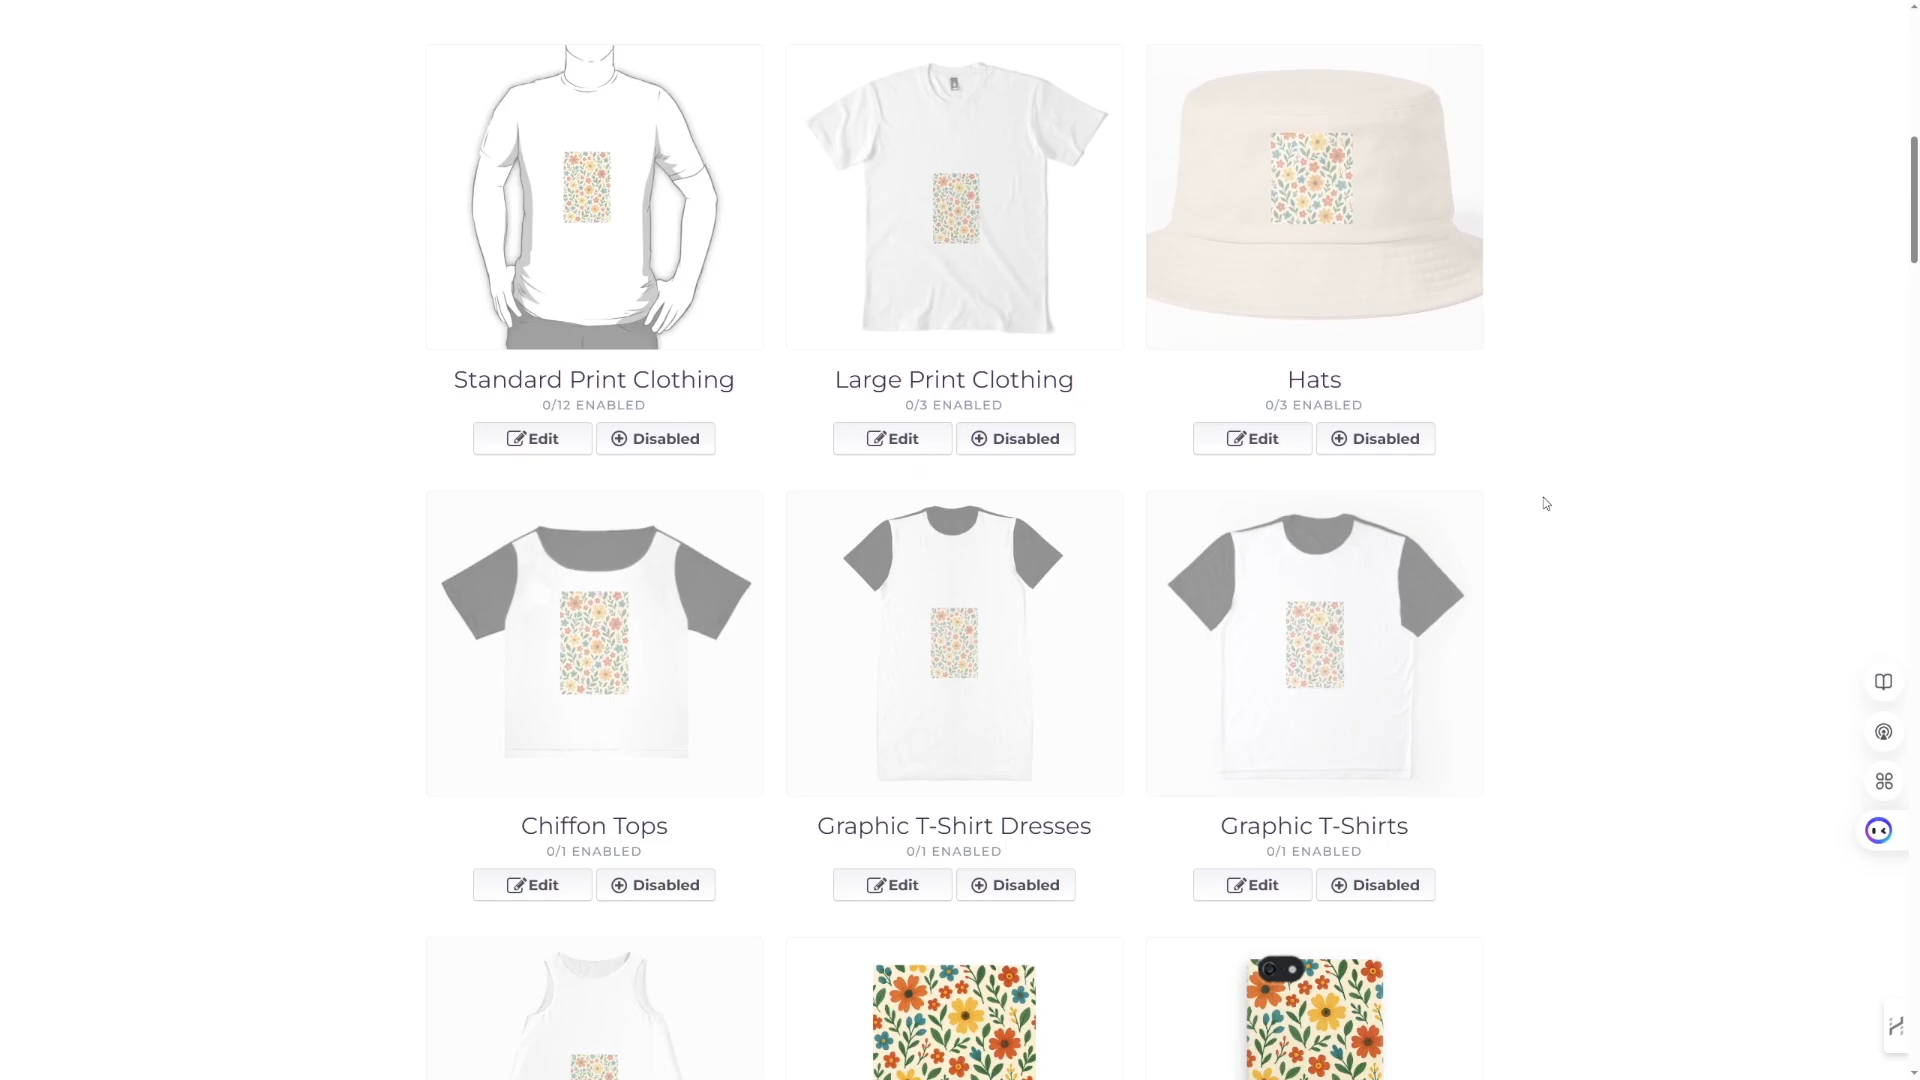 Standard Print Clothing
0/12 ENABLED
Edit
Disabled
Large Print Clothing
0/3 ENABLED
Edit
Disabled
Hats
0/3 ENABLED
Edit
Disabled
Chiffon Tops
0/1 ENABLED
Edit
Disabled
Graphic T-Shirt Dresses
0/1 ENABLED
Edit
Disabled
Graphic T-Shirts
0/1 ENABLED
Edit
Disabled